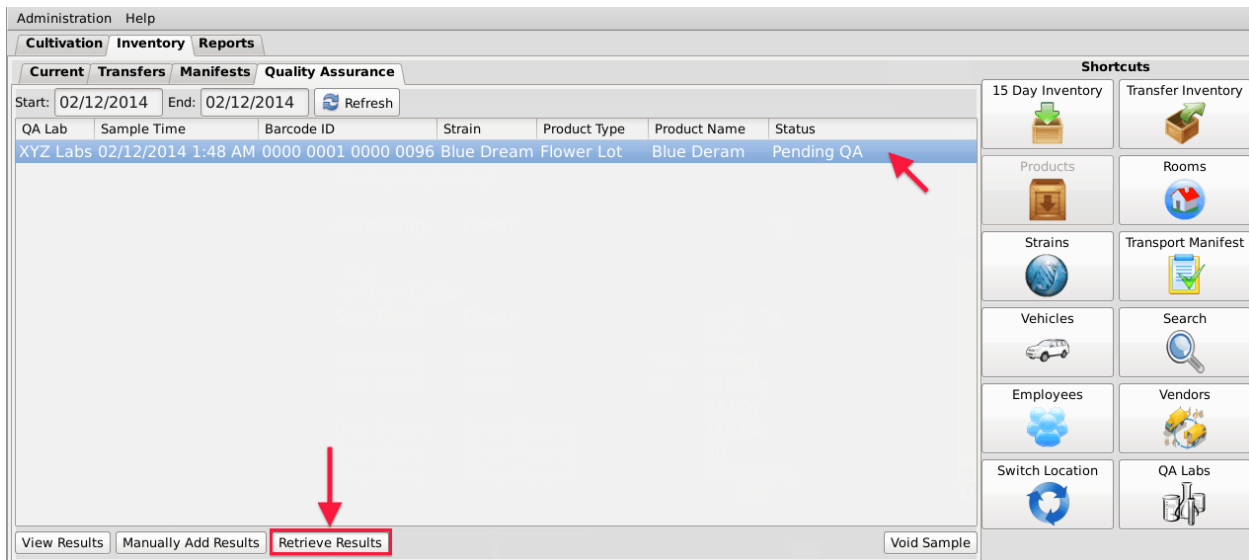 Administration Help
Cultivation Inventory Reports
Current Transfers Manifests Quality Assurance
Start: 02/12/2014 End: 02/12/2014 Refresh
QA Lab Sample Time Barcode ID Strain Product Type Product Name Status
XYZ Labs 02/12/2014 1:48 AM 0000 0001 0000 0096 Blue Dream Flower Lot Blue Deram Pending QA
View Results Manually Add Results Retrieve Results Void Sample
Shortcuts
15 Day Inventory Transfer Inventory
Products Rooms
Strains Transport Manifest
Vehicles Search
Employees Vendors
Switch Location QA Labs